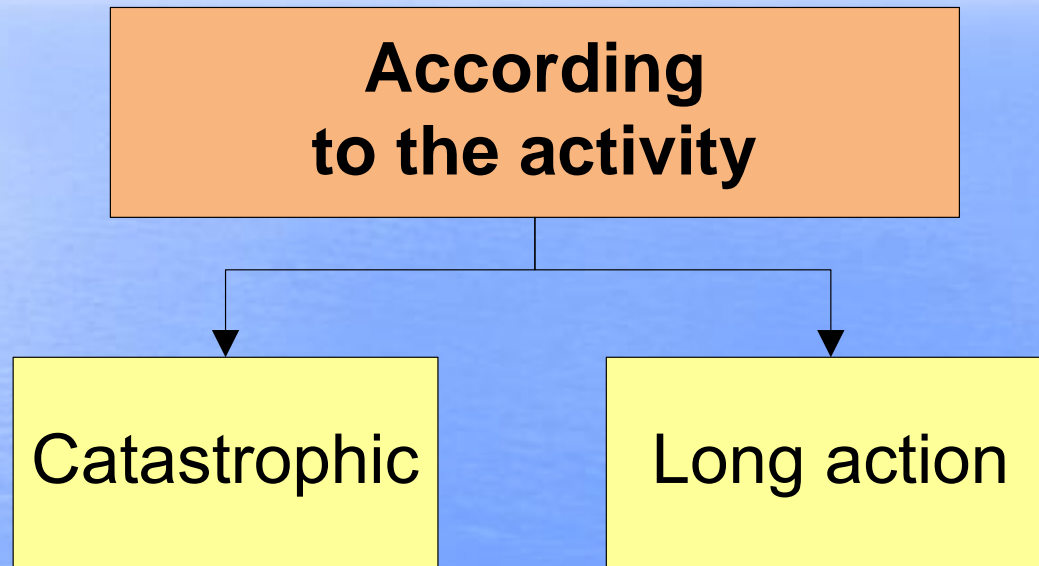 According
to the activity
Catastrophic
Long action